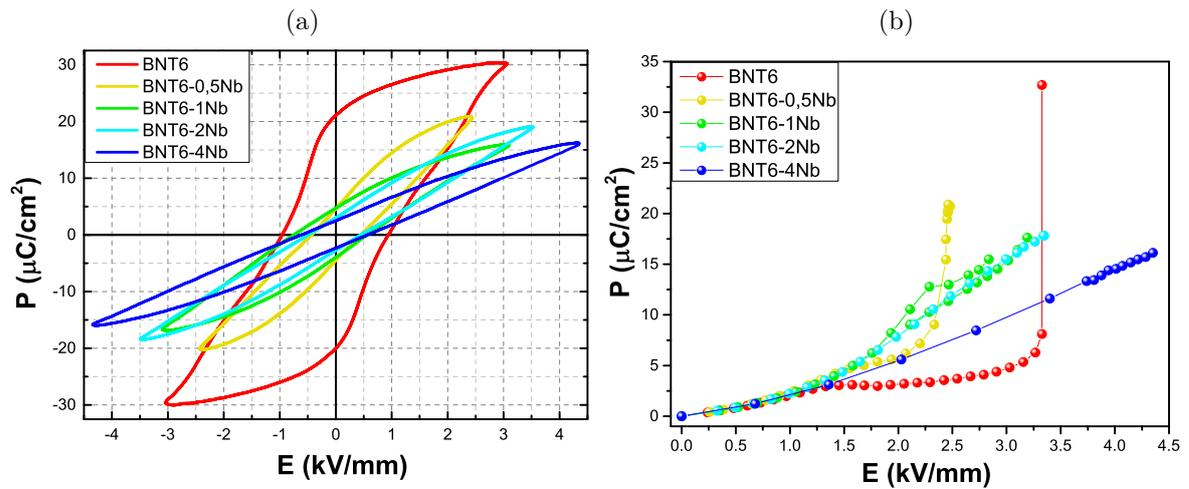 (a)
(b)
BNT6
BNT6-0,5Nb
BNT6-1Nb
BNT6-2Nb
BNT6-4Nb
30
20
10
0
-10
-20
-30
P (μC/cm²)
-4 -3 -2 -1 0 1 2 3 4
E (kV/mm)
BNT6
BNT6-0,5Nb
BNT6-1Nb
BNT6-2Nb
BNT6-4Nb
35
30
25
20
15
10
5
0
P (μC/cm²)
0.0 0.5 1.0 1.5 2.0 2.5 3.0 3.5 4.0 4.5
E (kV/mm)